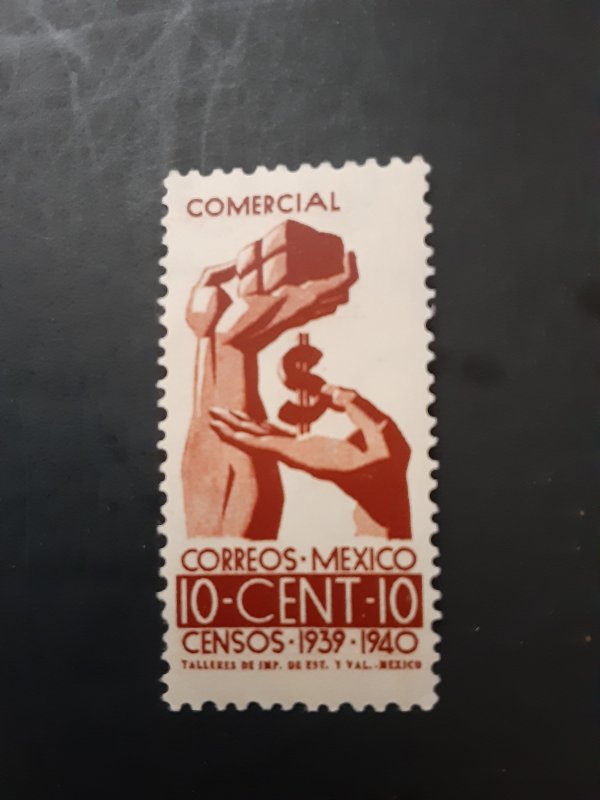 COMERCIAL
$
CORREOS·MEXICO
10-CENT-10
CENSOS·1939·1940
TALLERES DE IMP. DE EST. Y VAL.-MEXICO